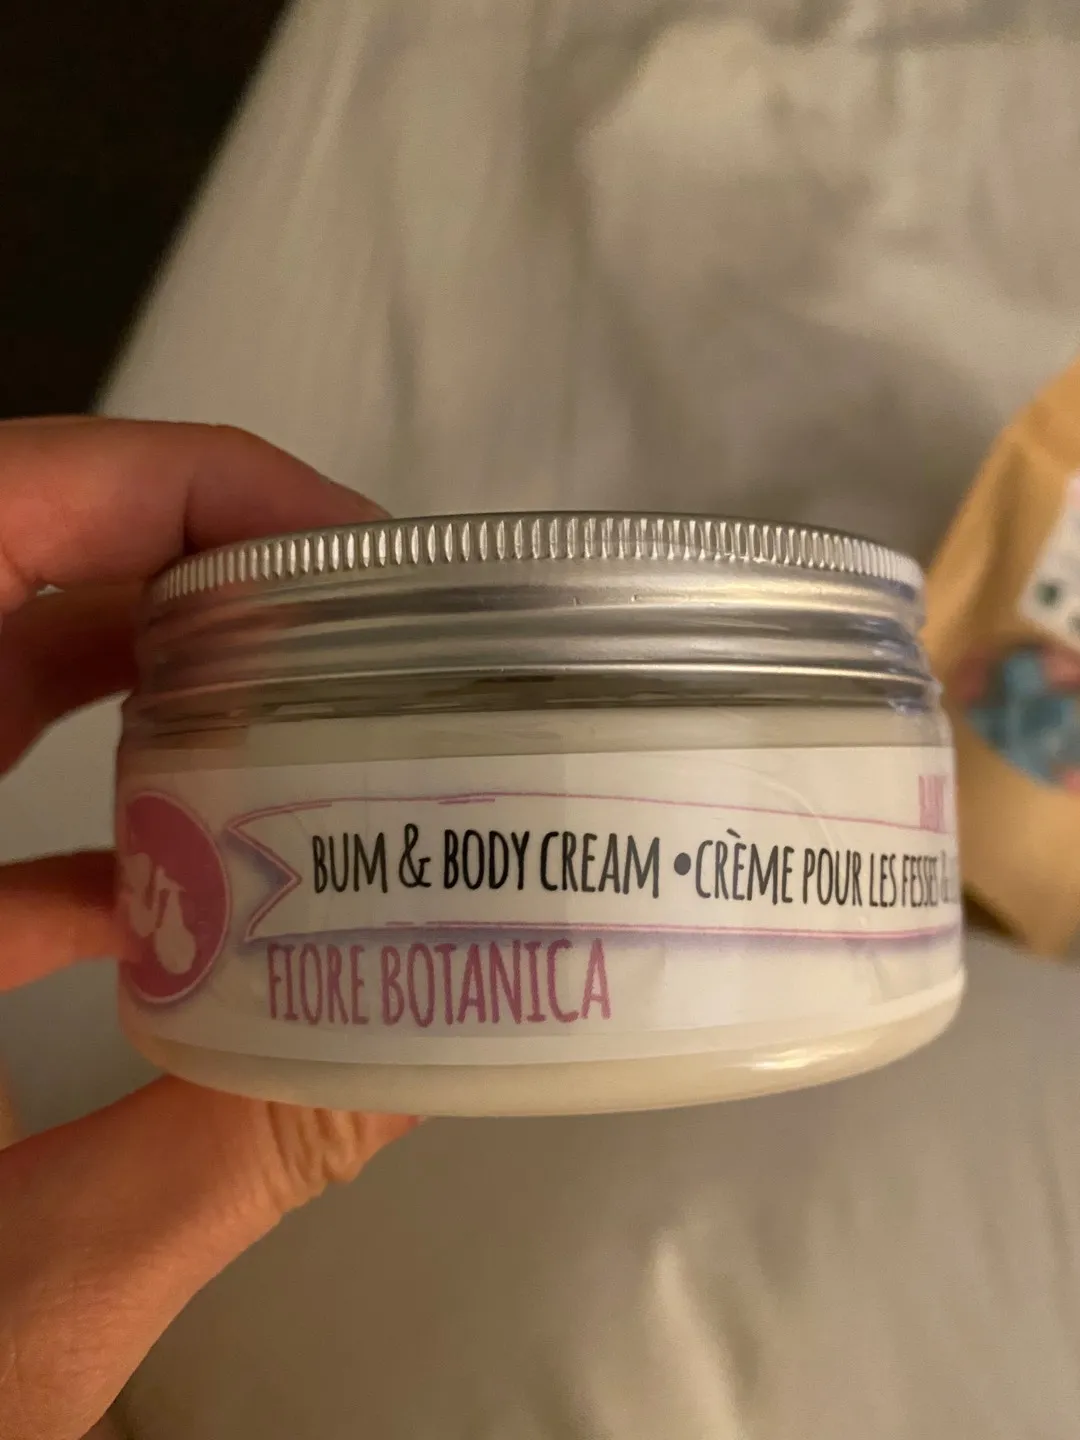 BUM & BODY CREAM • CRÈME POUR LES FESSES &
FIORE BOTANICA